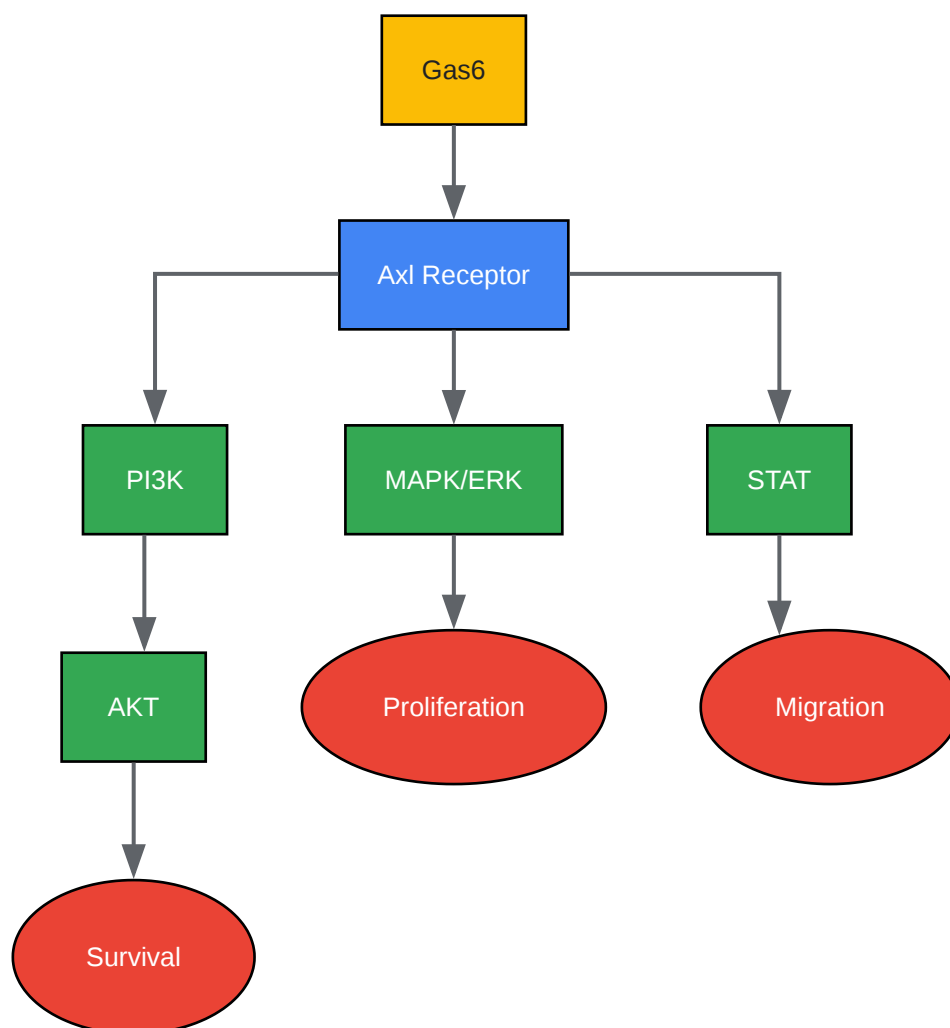 Gas6
Axl Receptor
PI3K
MAPK/ERK
STAT
AKT
Proliferation
Migration
Survival